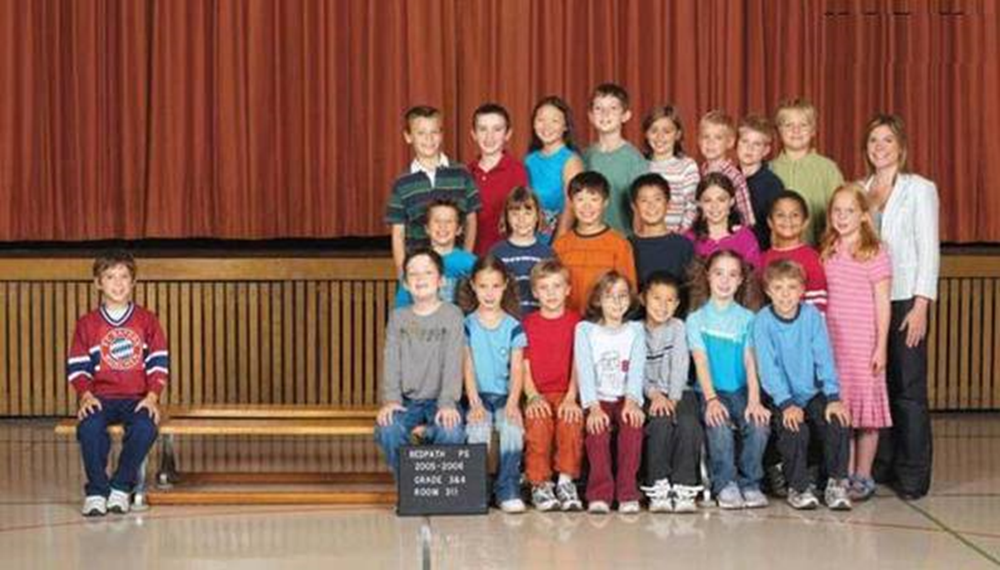 REDPATH PS
2005-2006
GRADE 3&4
ROOM 311